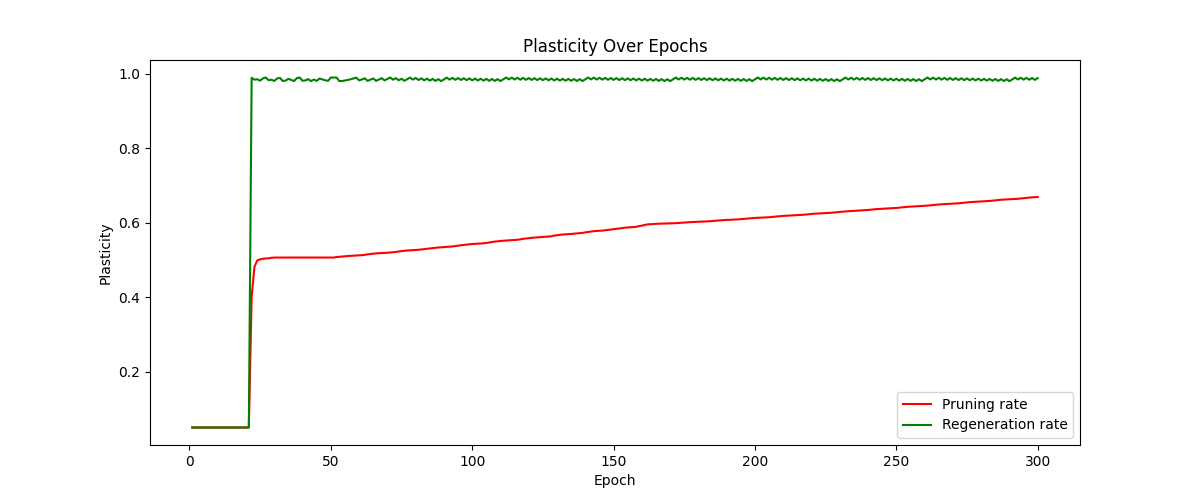 Plasticity Over Epochs
Plasticity
1.0
0.8
0.6
0.4
0.2
0 50 100 150 200 250 300
Epoch
Pruning rate
Regeneration rate